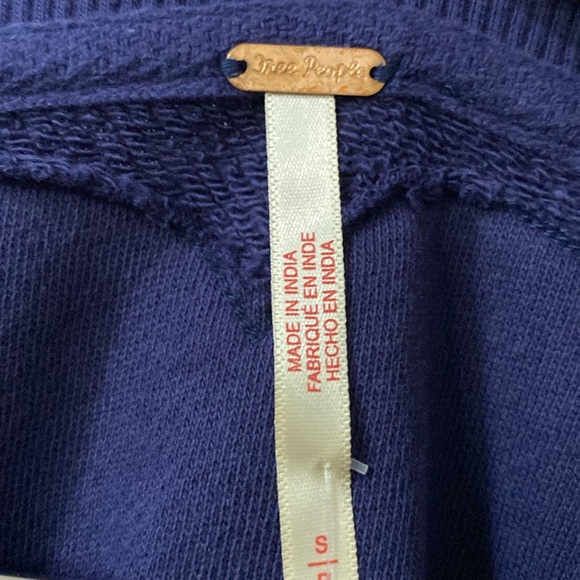 Free People
MADE IN INDIA
FABRIQUÉ EN INDE
HECHO EN INDIA
S